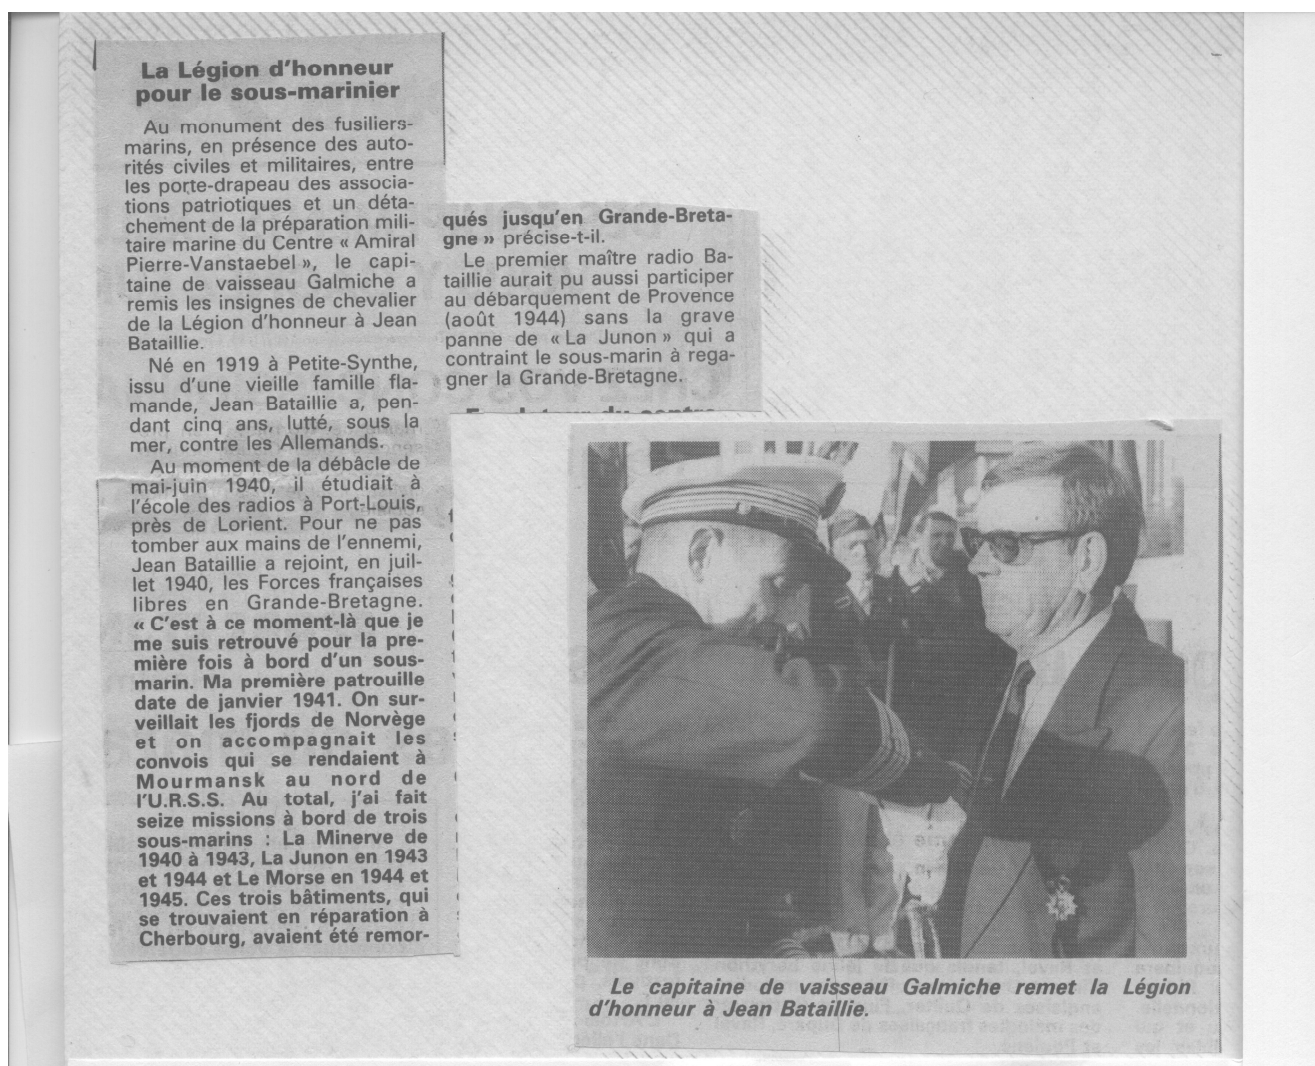 La Légion d'honneur
pour le sous-marinier
Au monument des fusiliers-
marins, en présence des auto-
rités civiles et militaires, entre
les porte-drapeau des associa-
tions patriotiques et un déta-
chement de la préparation mili-
taire marine du Centre « Amiral
Pierre-Vanstaebel », le capi-
taine de vaisseau Galmiche a
remis les insignes de chevalier
de la Légion d'honneur à Jean
Bataillie.
Né en 1919 à Petite-Synthe,
issu d'une vieille famille fla-
mande, Jean Bataillie a, pen-
dant cinq ans, lutté, sous la
mer, contre les Allemands.
Au moment de la débâcle de
mai-juin 1940, il étudiait à
l'école des radios à Port-Louis,
près de Lorient. Pour ne pas
tomber aux mains de l'ennemi,
Jean Bataillie a rejoint, en juil-
let 1940, les Forces françaises
libres en Grande-Bretagne.
« C'est à ce moment-là que je
me suis retrouvé pour la pre-
mière fois à bord d'un sous-
marin. Ma première patrouille
date de janvier 1941. On sur-
veillait les fjords de Norvège
et on accompagnait les
convois qui se rendaient à
Mourmansk au nord de
l'U.R.S.S. Au total, j'ai fait
seize missions à bord de trois
sous-marins : La Minerve de
1940 à 1943, La Junon en 1943
et 1944 et Le Morse en 1944 et
1945. Ces trois bâtiments, qui
se trouvaient en réparation à
Cherbourg, avaient été remor-
qués jusqu'en Grande-Breta-
gne » précise-t-il.
Le premier maître radio Ba-
taillie aurait pu aussi participer
au débarquement de Provence
(août 1944) sans la grave
panne de « La Junon » qui a
contraint le sous-marin à rega-
gner la Grande-Bretagne.
Le capitaine de vaisseau Galmiche remet la Légion
d'honneur à Jean Bataillie.